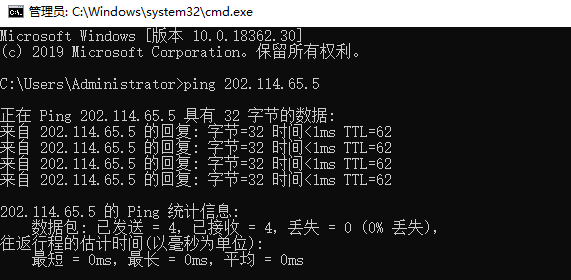 管理员: C:\Windows\system32\cmd.exe
Microsoft Windows [版本 10.0.18362.30]
(c) 2019 Microsoft Corporation。保留所有权利。
C:\Users\Administrator>ping 202.114.65.5
正在 Ping 202.114.65.5 具有 32 字节的数据:
来自 202.114.65.5 的回复: 字节=32 时间<1ms TTL=62
来自 202.114.65.5 的回复: 字节=32 时间<1ms TTL=62
来自 202.114.65.5 的回复: 字节=32 时间<1ms TTL=62
来自 202.114.65.5 的回复: 字节=32 时间<1ms TTL=62
202.114.65.5 的 Ping 统计信息:
数据包: 已发送 = 4，已接收 = 4，丢失 = 0 (0% 丢失)，
往返行程的估计时间(以毫秒为单位):
最短 = 0ms，最长 = 0ms，平均 = 0ms